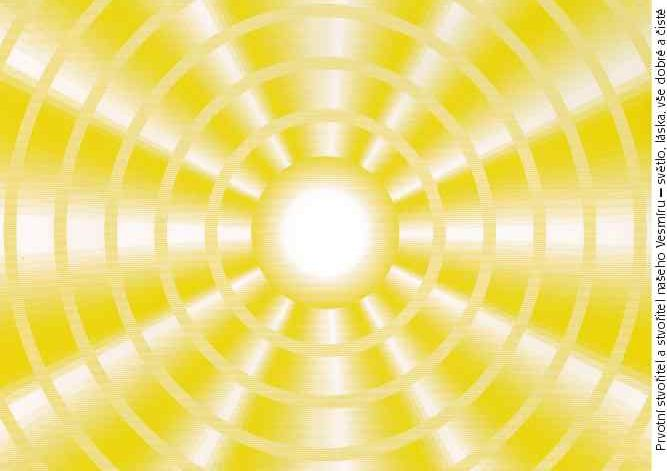 Prvotní stvořitel a stvořitel našeho Vesmíru – světlo, láska, vše dobré a čisté